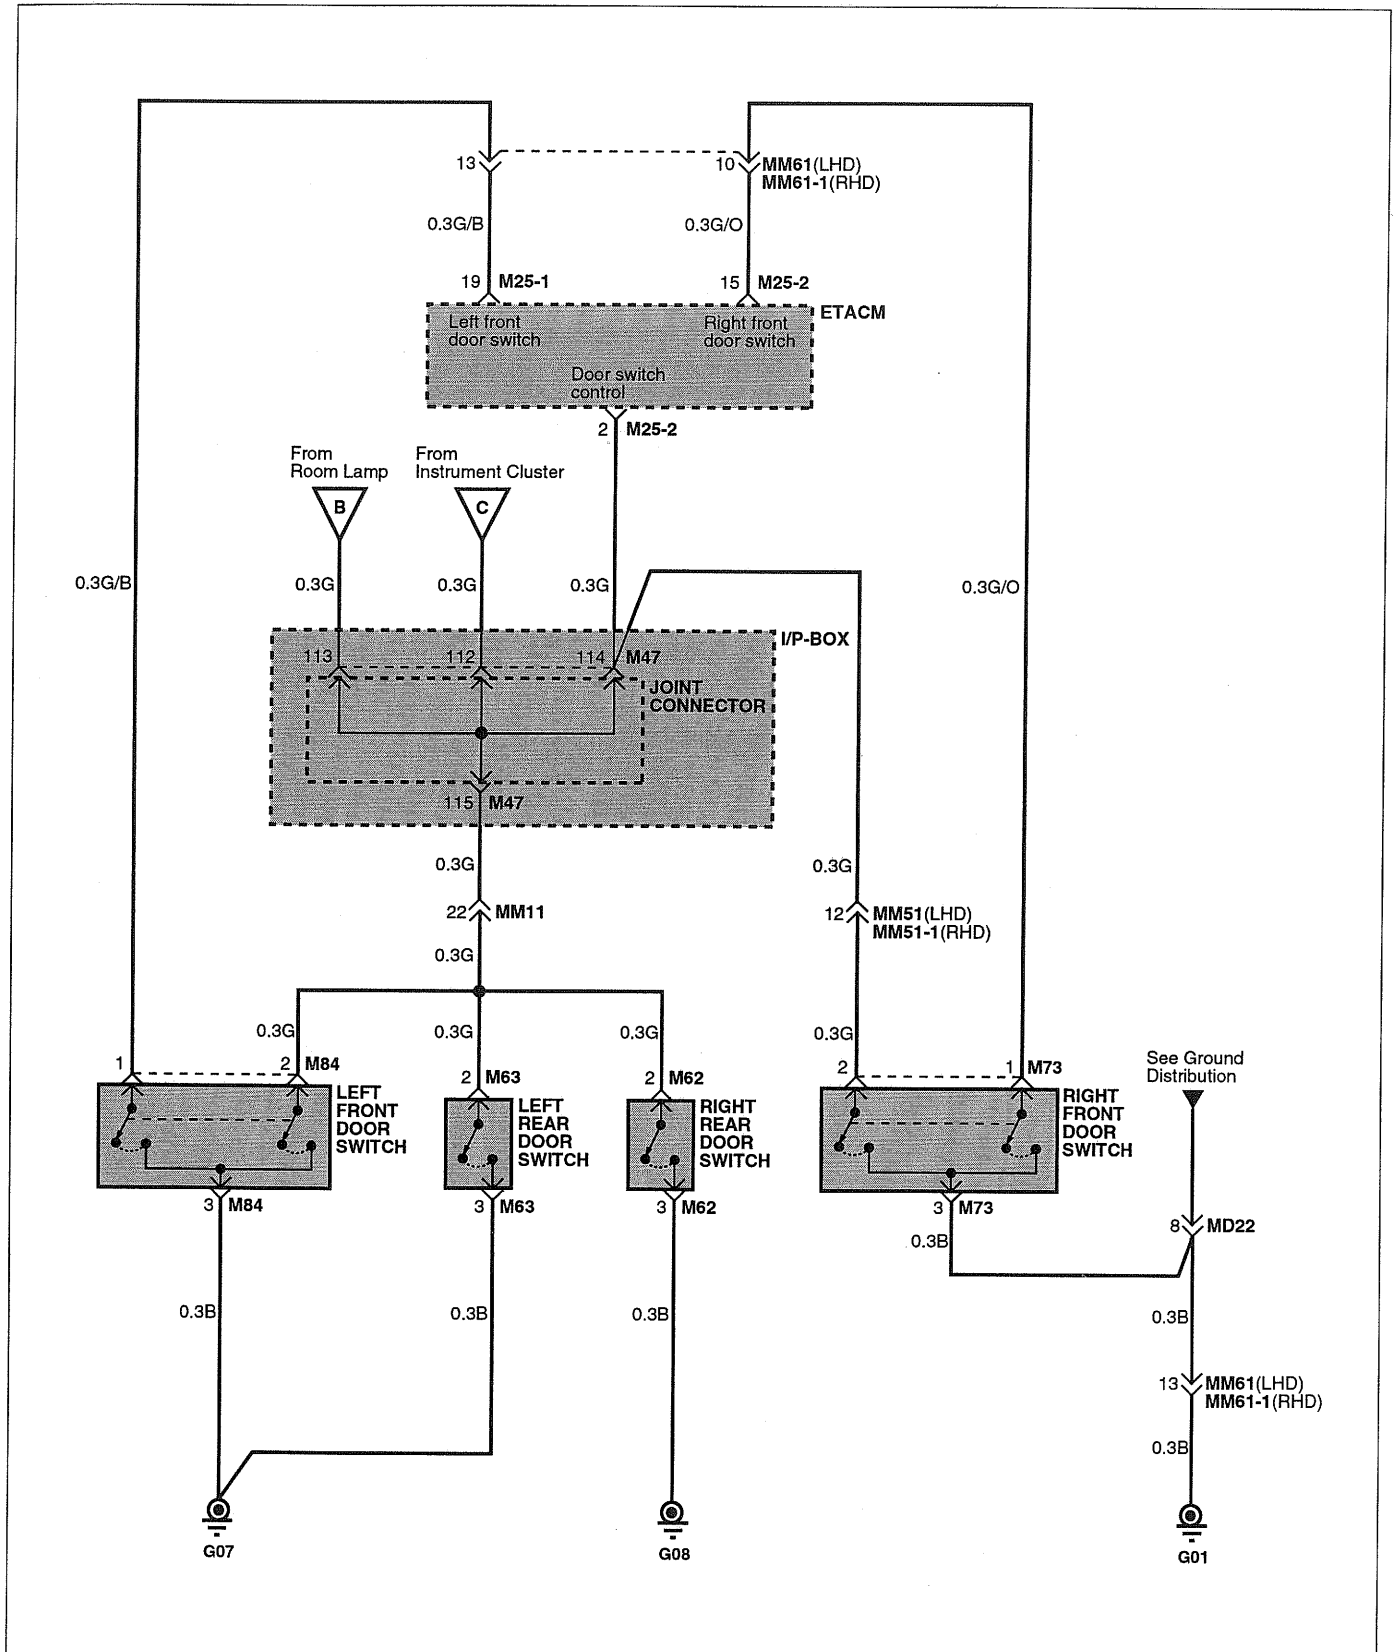 13
10 MM61(LHD)
MM61-1(RHD)
0.3G/B
0.3G/O
19 M25-1
15 M25-2
ETACM
Left front
door switch
Right front
door switch
Door switch
control
2 M25-2
From
Room Lamp
From
Instrument Cluster
B
C
0.3G/B
0.3G
0.3G
0.3G
0.3G/O
I/P-BOX
113
112
114 M47
JOINT
CONNECTOR
115 M47
0.3G
0.3G
22 MM11
12 MM51(LHD)
MM51-1(RHD)
0.3G
0.3G
0.3G
0.3G
0.3G
1
2 M84
2 M63
2 M62
2
1 M73
See Ground
Distribution
LEFT
FRONT
DOOR
SWITCH
LEFT
REAR
DOOR
SWITCH
RIGHT
REAR
DOOR
SWITCH
RIGHT
FRONT
DOOR
SWITCH
3 M84
3 M63
3 M62
3 M73
8 MD22
0.3B
0.3B
0.3B
0.3B
0.3B
13 MM61(LHD)
MM61-1(RHD)
0.3B
G07
G08
G01